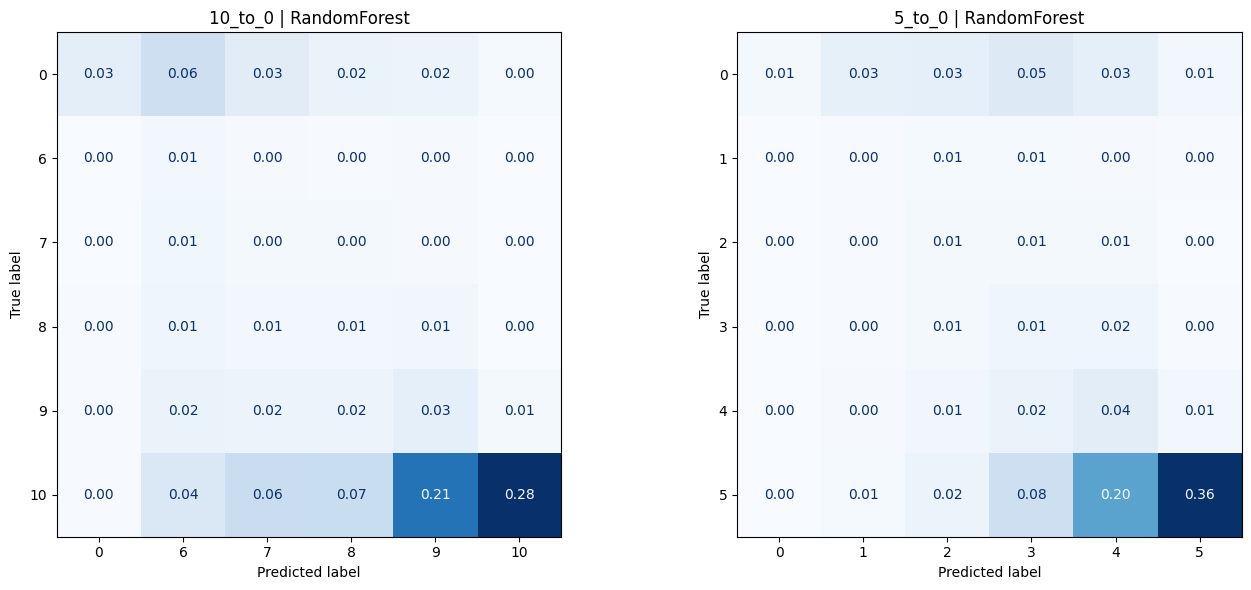 10_to_0 | RandomForest
0 0.03 0.06 0.03 0.02 0.02 0.00
6 0.00 0.01 0.00 0.00 0.00 0.00
7 0.00 0.01 0.00 0.00 0.00 0.00
8 0.00 0.01 0.01 0.01 0.01 0.00
9 0.00 0.02 0.02 0.02 0.03 0.01
10 0.00 0.04 0.06 0.07 0.21 0.28
0 6 7 8 9 10
True label
Predicted label
5_to_0 | RandomForest
0 0.01 0.03 0.03 0.05 0.03 0.01
1 0.00 0.00 0.01 0.01 0.00 0.00
2 0.00 0.00 0.01 0.01 0.01 0.00
3 0.00 0.00 0.01 0.01 0.02 0.00
4 0.00 0.00 0.01 0.02 0.04 0.01
5 0.00 0.01 0.02 0.08 0.20 0.36
0 1 2 3 4 5
True label
Predicted label